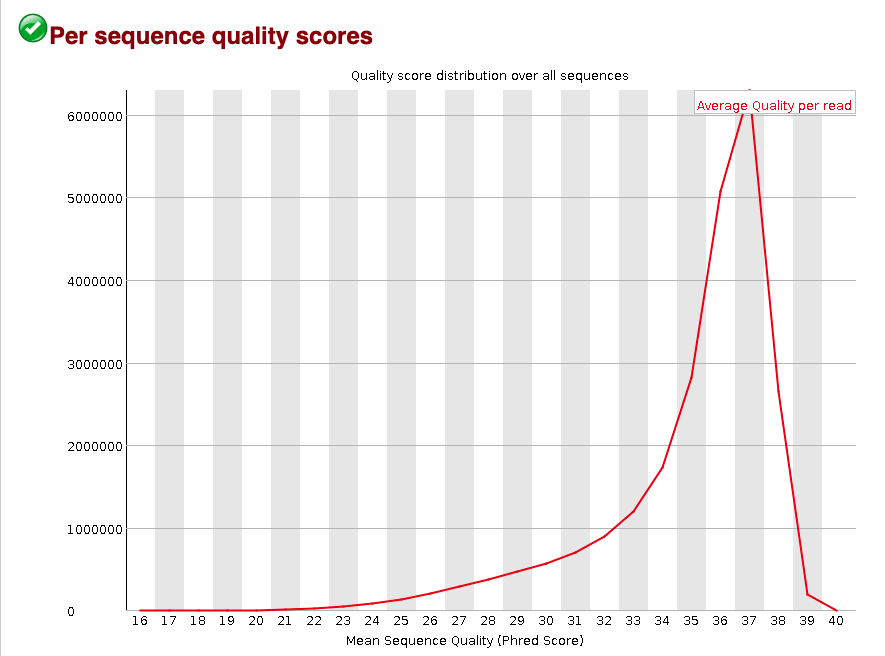 Per sequence quality scores
Quality score distribution over all sequences
Average Quality per read
6000000
5000000
4000000
3000000
2000000
1000000
0
16 17 18 19 20 21 22 23 24 25 26 27 28 29 30 31 32 33 34 35 36 37 38 39 40
Mean Sequence Quality (Phred Score)